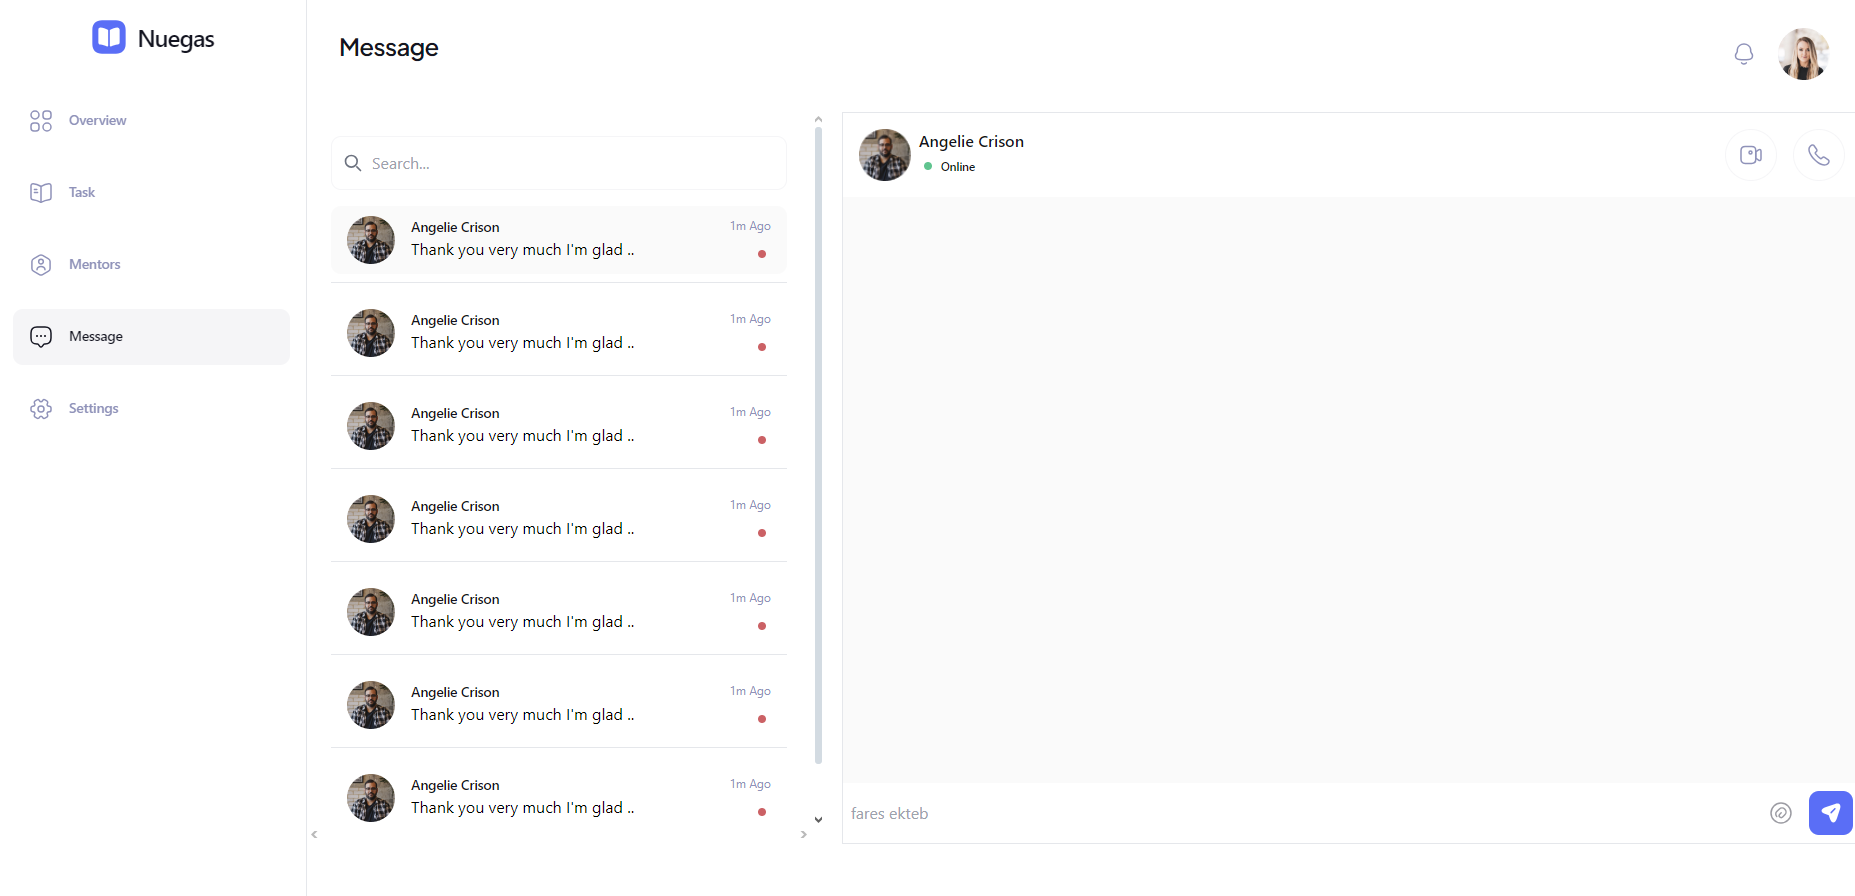 Nuegas
Overview
Task
Mentors
Message
Settings
Message
Search...
Angelie Crison
1m Ago
Thank you very much I'm glad ..
Angelie Crison
1m Ago
Thank you very much I'm glad ..
Angelie Crison
1m Ago
Thank you very much I'm glad ..
Angelie Crison
1m Ago
Thank you very much I'm glad ..
Angelie Crison
1m Ago
Thank you very much I'm glad ..
Angelie Crison
1m Ago
Thank you very much I'm glad ..
Angelie Crison
1m Ago
Thank you very much I'm glad ..
Angelie Crison
Online
fares ekteb